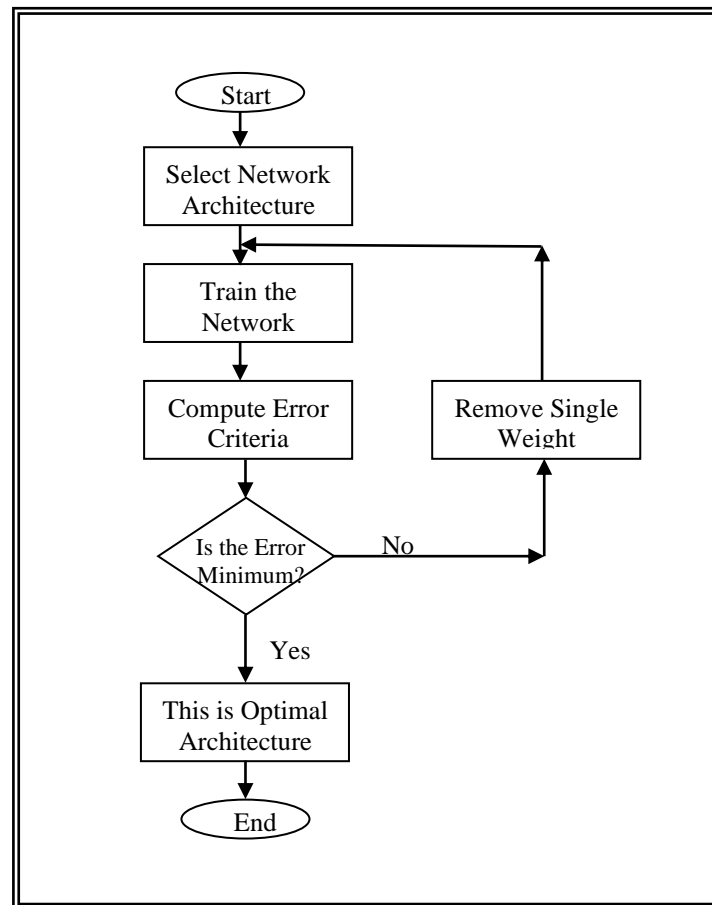 Start
Select Network
Architecture
Train the
Network
Compute Error
Criteria
Remove Single
Weight
Is the Error
Minimum?
No
Yes
This is Optimal
Architecture
End